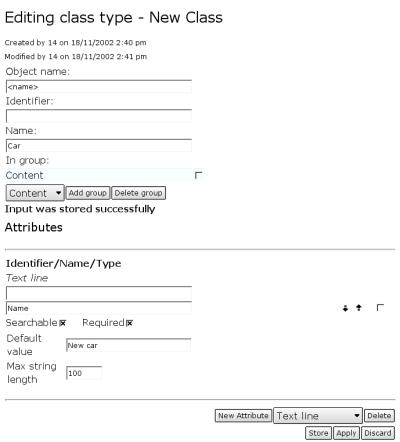 Editing class type - New Class
Created by 14 on 18/11/2002 2:40 pm
Modified by 14 on 18/11/2002 2:41 pm
Object name:
<name>
Identifier:
Name:
Car
In group:
Content
Content Add group Delete group
Input was stored successfully
Attributes
Identifier/Name/Type
Text line
Name
Searchable Required
Default value New car
Max string length 100
New Attribute Text line Delete
Store Apply Discard